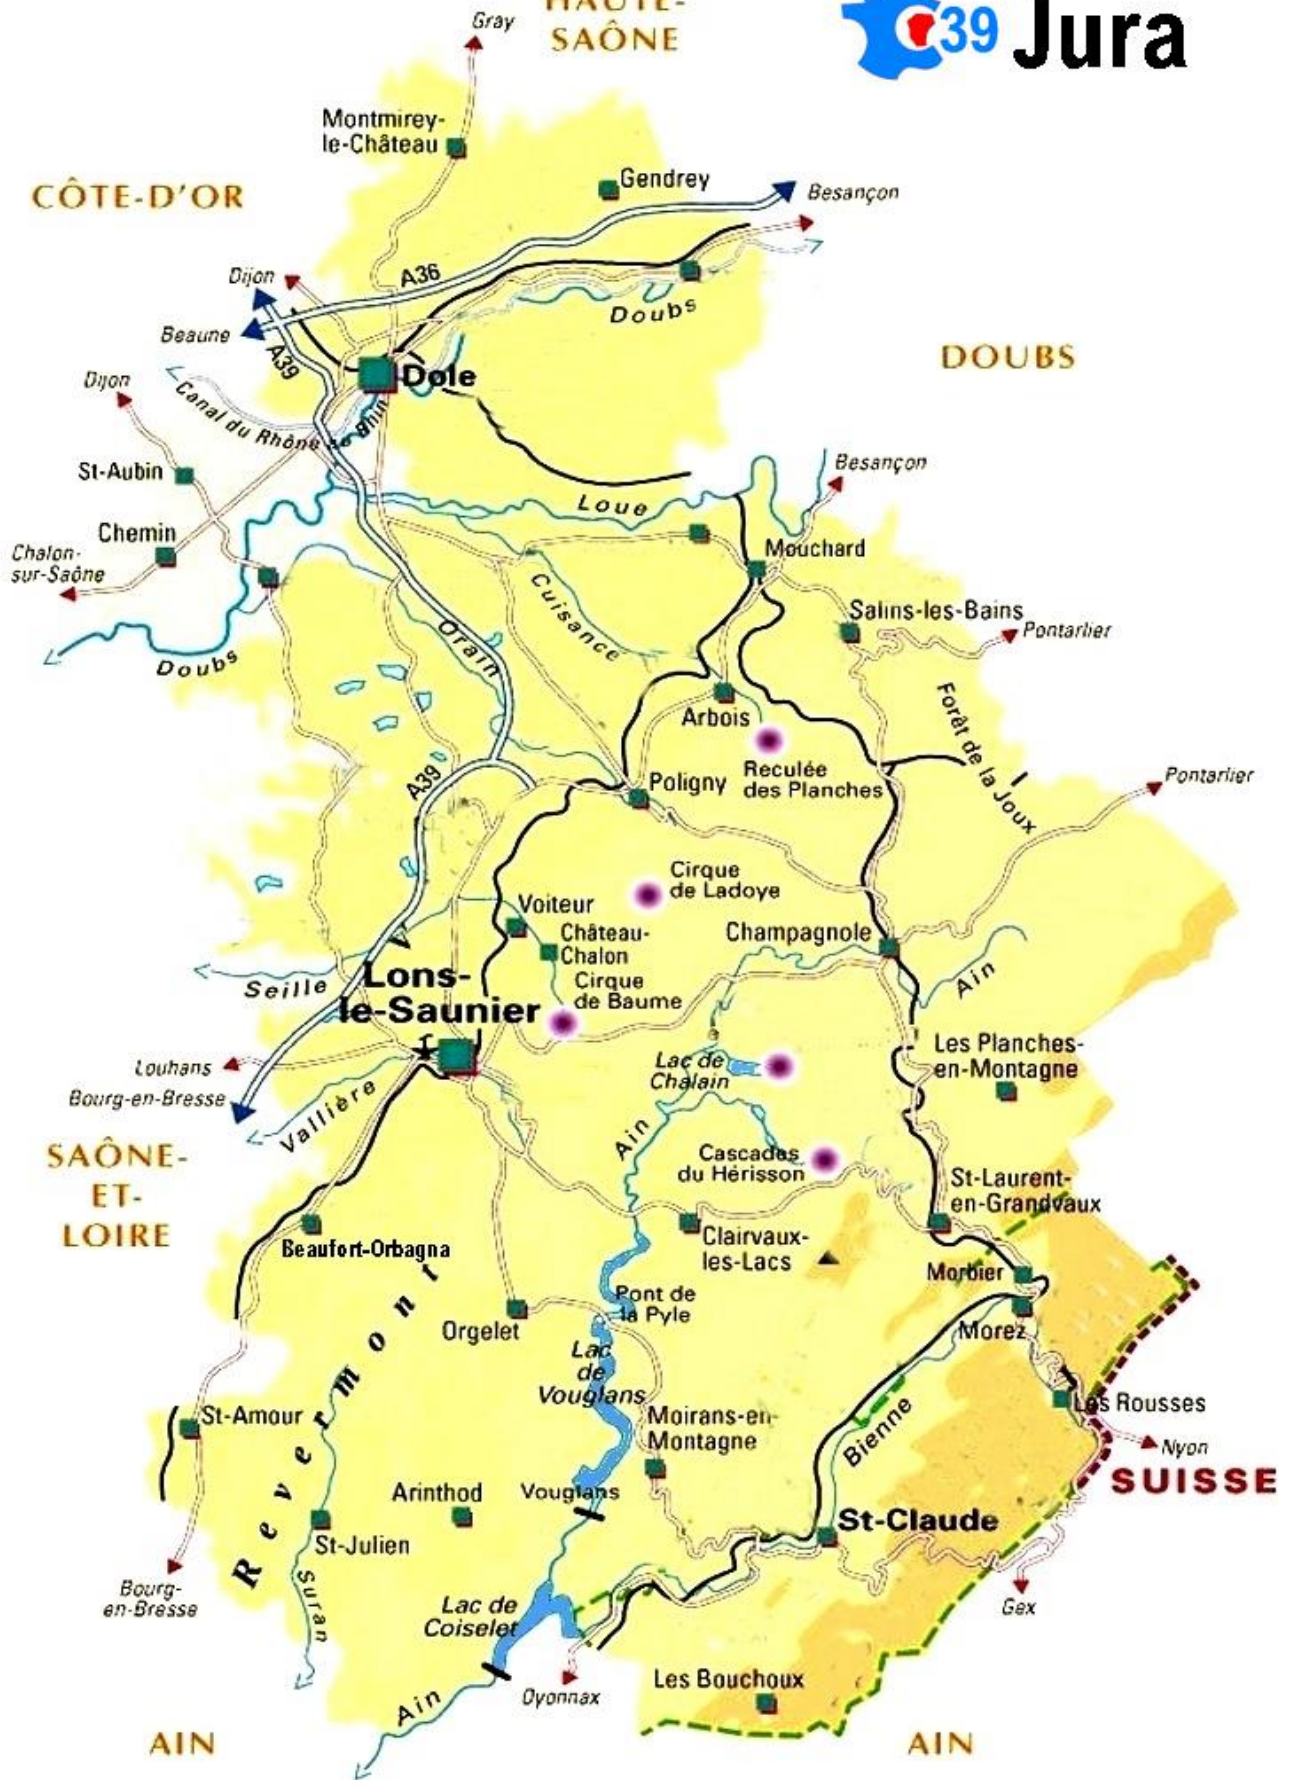 HAUTE-
SAÔNE
39 Jura
Gray
Montmirey-
le-Château
Gendrey
CÔTE-D'OR
Besançon
Dijon
A36
Doubs
Beaune
A39
DOUBS
Dole
Dijon
Canal du Rhône au Rhin
St-Aubin
Besançon
Loue
Chemin
Mouchard
Chalon-
sur-Saône
Cuisance
Salins-les-Bains
Pontarlier
Orain
Doubs
Forêt de la Joux
Arbois
Reculée
des Planches
Poligny
A39
Pontarlier
Cirque
de Ladoye
Voiteur
Château-
Chalon
Champagnole
Cirque
de Baume
Seille
Lons-
le-Saunier
Ain
Les Planches-
en-Montagne
Lac de
Chalain
Louhans
Bourg-en-Bresse
Vallière
Ain
SAÔNE-
ET-
LOIRE
Cascades
du Hérisson
St-Laurent-
en-Grandvaux
Clairvaux-
les-Lacs
Beaufort-Orbagna
Morbier
Pont de
la Pyle
Orgelet
Morez
Lac
de
Vouglans
Les Rousses
St-Amour
Moirans-en-
Montagne
Bienne
Nyon
SUISSE
Revermont
Arinthod
Vouglans
St-Claude
St-Julien
Bourg-
en-Bresse
Suran
Lac de
Coiselet
Gex
Les Bouchoux
Oyonnax
Ain
AIN
AIN